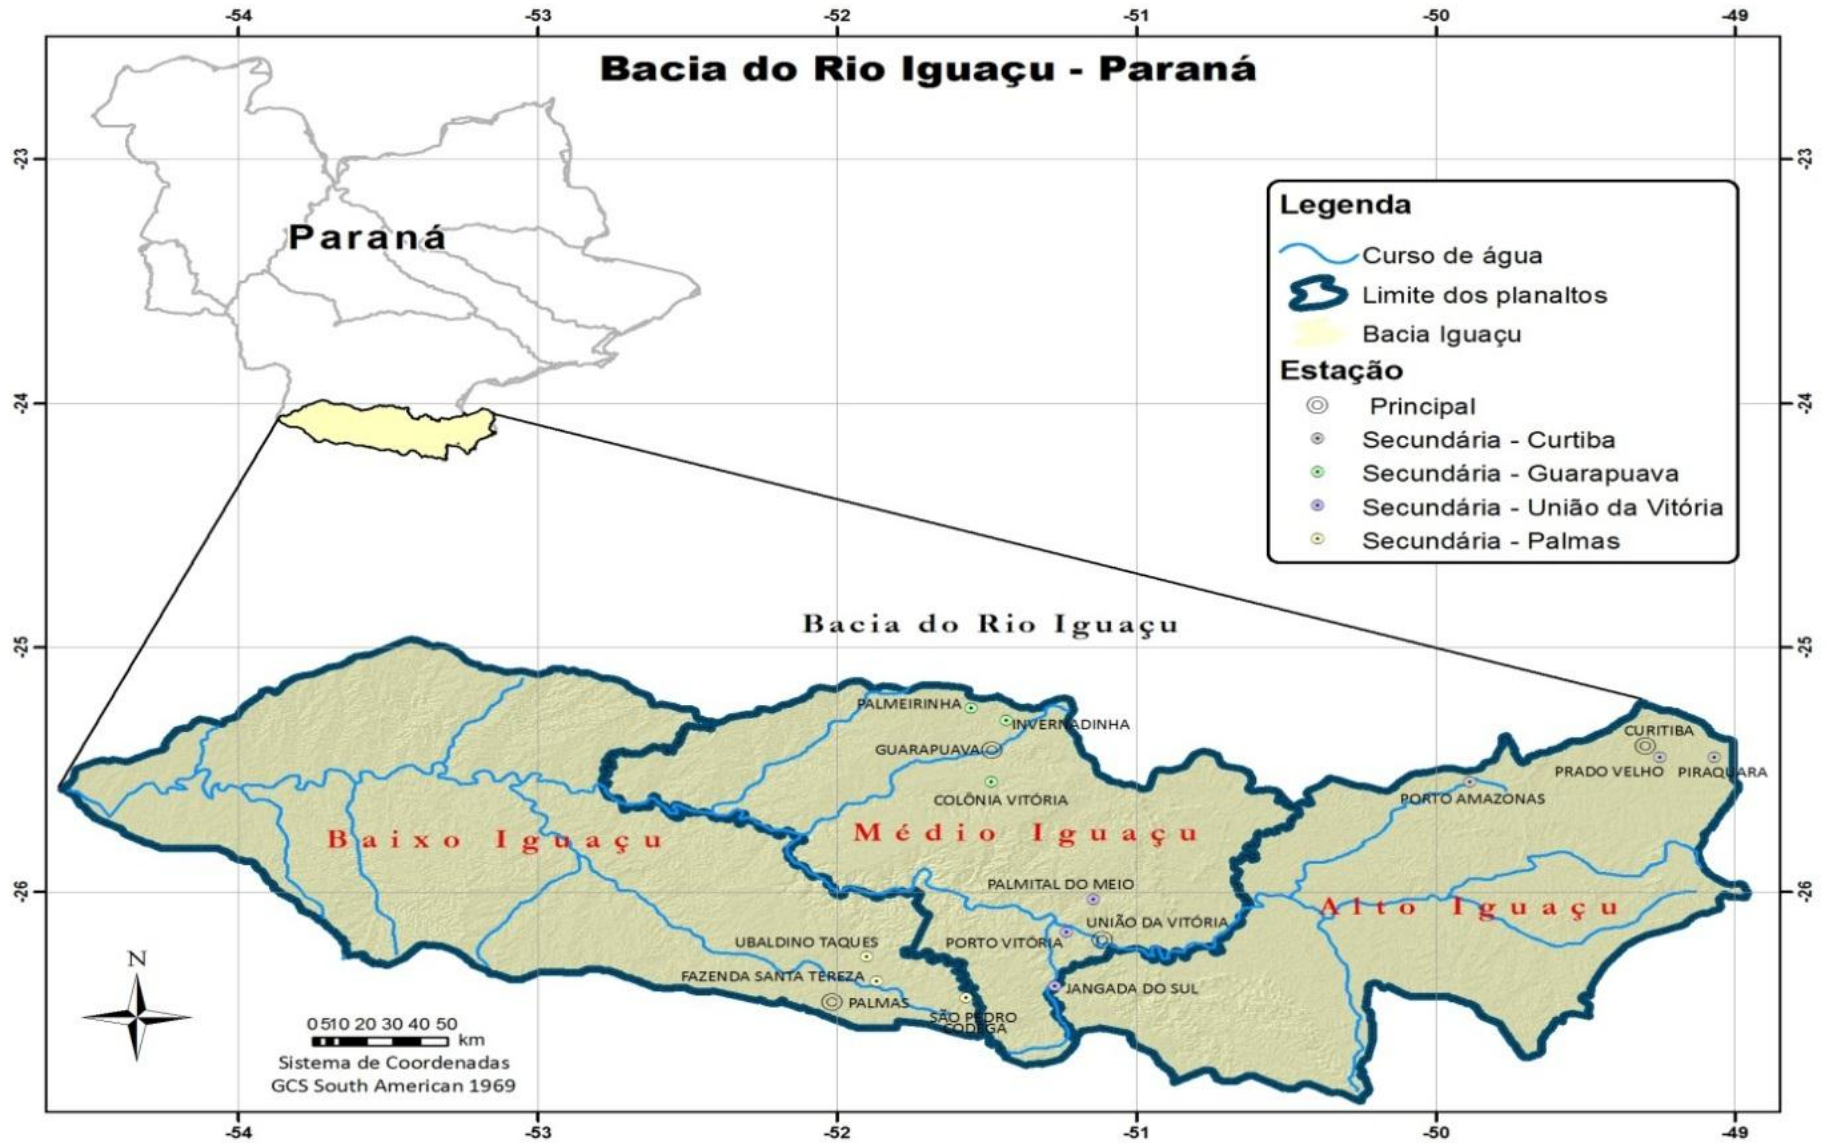 -54 -53 -52 -51 -50 -49
Bacia do Rio Iguaçu - Paraná
-23 -23
Paraná
Legenda
Curso de água
Limite dos planaltos
Bacia Iguaçu
Estação
Principal
Secundária - Curtiba
Secundária - Guarapuava
Secundária - União da Vitória
Secundária - Palmas
-24 -24
Bacia do Rio Iguaçu
-25 -25
PALMEIRINHA
INVERNADINHA
GUARAPUAVA
COLÔNIA VITÓRIA
CURITIBA
PRADO VELHO PIRAQUARA
PORTO AMAZONAS
Baixo Iguaçu
Médio Iguaçu
PALMITAL DO MEIO
-26 -26
Alto Iguaçu
UNIÃO DA VITÓRIA
PORTO VITÓRIA
UBALDINO TAQUES
FAZENDA SANTA TEREZA
JANGADA DO SUL
PALMAS
SÃO PEDRO
CODEGA
N
0 5 10 20 30 40 50
km
Sistema de Coordenadas
GCS South American 1969
-54 -53 -52 -51 -50 -49